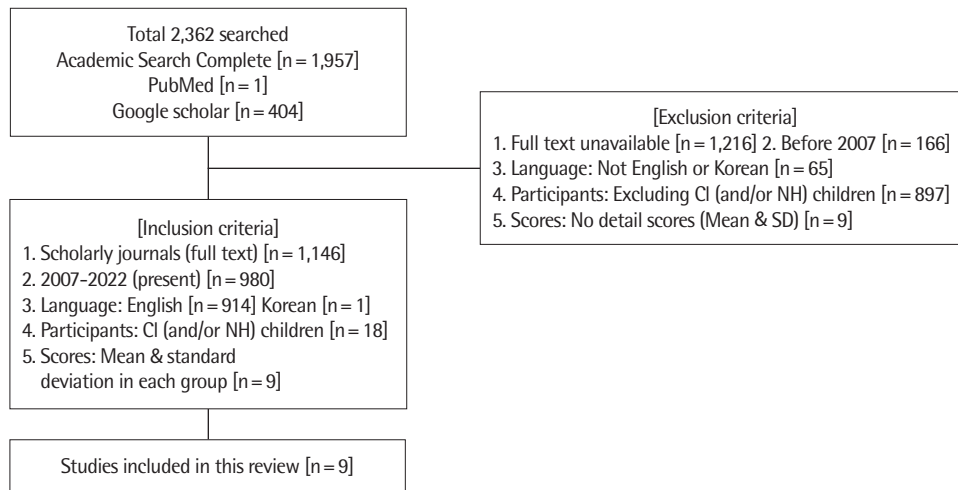 Total 2,362 searched
Academic Search Complete [n = 1,957]
PubMed [n = 1]
Google scholar [n = 404]
[Exclusion criteria]
1. Full text unavailable [n = 1,216] 2. Before 2007 [n = 166]
3. Language: Not English or Korean [n = 65]
4. Participants: Excluding CI (and/or NH) children [n = 897]
5. Scores: No detail scores (Mean & SD) [n = 9]
[Inclusion criteria]
1. Scholarly journals (full text) [n = 1,146]
2. 2007-2022 (present) [n = 980]
3. Language: English [n = 914] Korean [n = 1]
4. Participants: CI (and/or NH) children [n = 18]
5. Scores: Mean & standard
deviation in each group [n = 9]
Studies included in this review [n = 9]